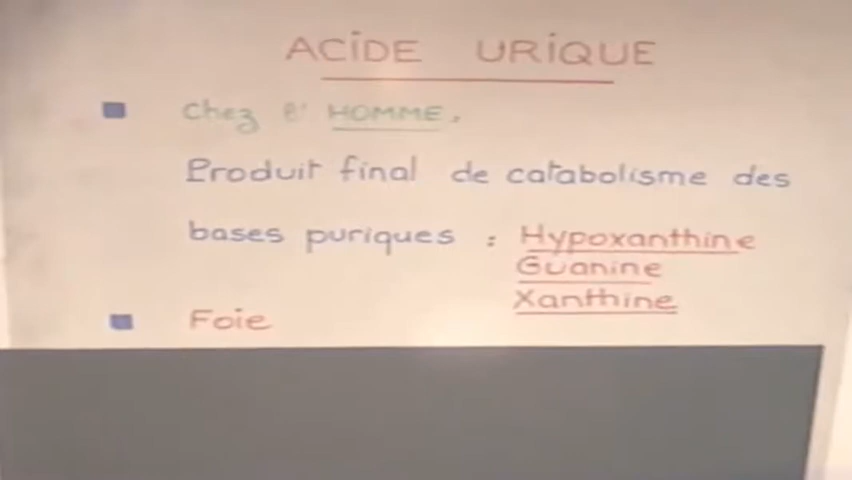 ACIDE URIQUE
Chez l' HOMME.
Produit final de catabolisme des
bases puriques : Hypoxanthine
Guanine
Xanthine
Foie